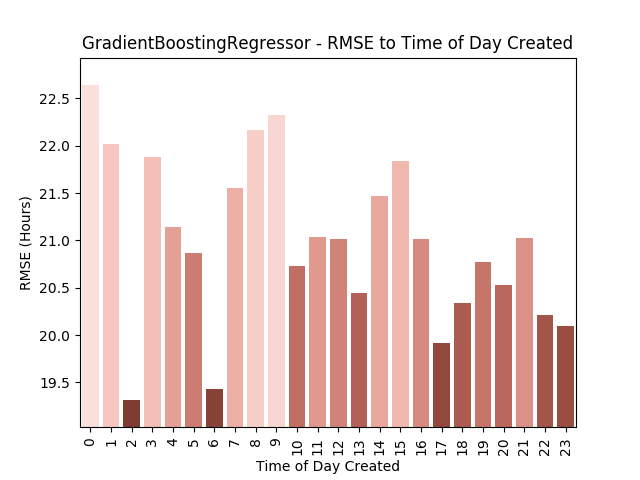 GradientBoostingRegressor - RMSE to Time of Day Created
RMSE (Hours)
22.5
22.0
21.5
21.0
20.5
20.0
19.5
0 1 2 3 4 5 6 7 8 9 10 11 12 13 14 15 16 17 18 19 20 21 22 23
Time of Day Created